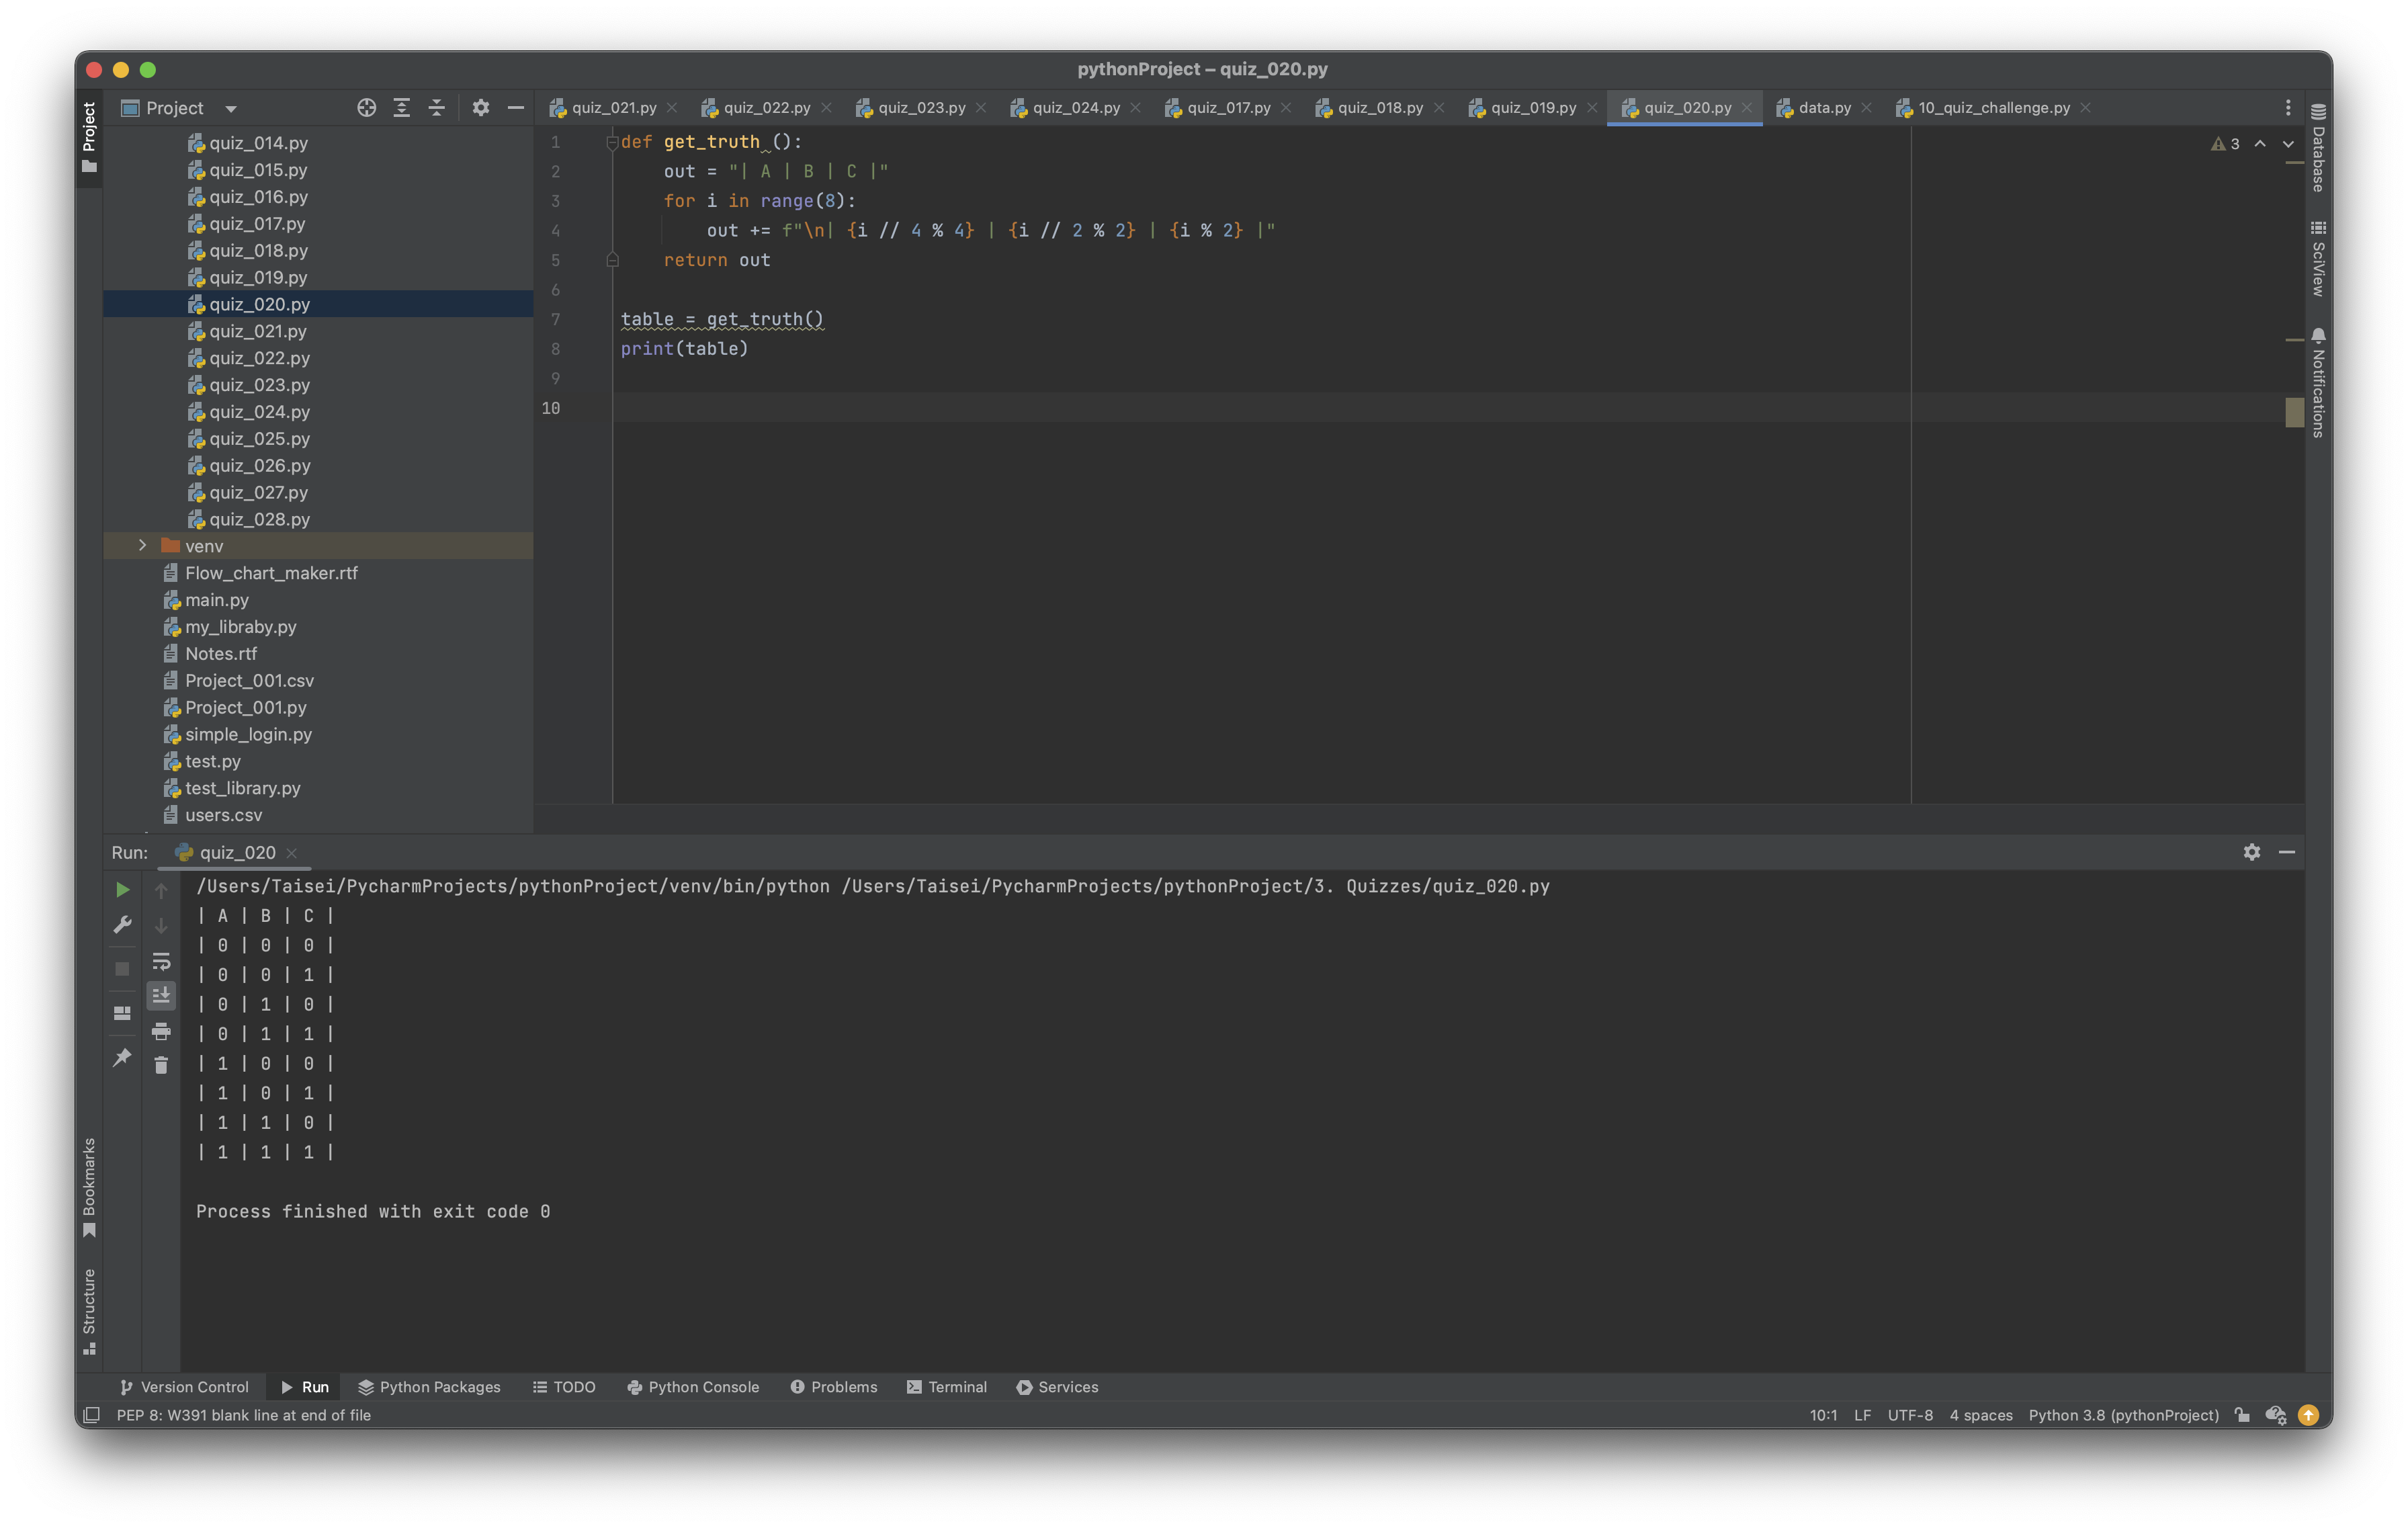 pythonProject – quiz_020.py
Project
Project
quiz_021.py
quiz_022.py
quiz_023.py
quiz_024.py
quiz_017.py
quiz_018.py
quiz_019.py
quiz_020.py
data.py
10_quiz_challenge.py
quiz_014.py
quiz_015.py
quiz_016.py
quiz_017.py
quiz_018.py
quiz_019.py
quiz_020.py
quiz_021.py
quiz_022.py
quiz_023.py
quiz_024.py
quiz_025.py
quiz_026.py
quiz_027.py
quiz_028.py
venv
Flow_chart_maker.rtf
main.py
my_libraby.py
Notes.rtf
Project_001.csv
Project_001.py
simple_login.py
test.py
test_library.py
users.csv
1 def get_truth ():
2     out = "| A | B | C |"
3     for i in range(8):
4         out += f"\n| {i // 4 % 4} | {i // 2 % 2} | {i % 2} |"
5     return out
6
7 table = get_truth()
8 print(table)
9
10
3
Database
SciView
Notifications
Run:
quiz_020
/Users/Taisei/PycharmProjects/pythonProject/venv/bin/python /Users/Taisei/PycharmProjects/pythonProject/3. Quizzes/quiz_020.py
| A | B | C |
| 0 | 0 | 0 |
| 0 | 0 | 1 |
| 0 | 1 | 0 |
| 0 | 1 | 1 |
| 1 | 0 | 0 |
| 1 | 0 | 1 |
| 1 | 1 | 0 |
| 1 | 1 | 1 |
Process finished with exit code 0
Bookmarks
Structure
Version Control
Run
Python Packages
TODO
Python Console
Problems
Terminal
Services
PEP 8: W391 blank line at end of file
10:1 LF UTF-8 4 spaces Python 3.8 (pythonProject)